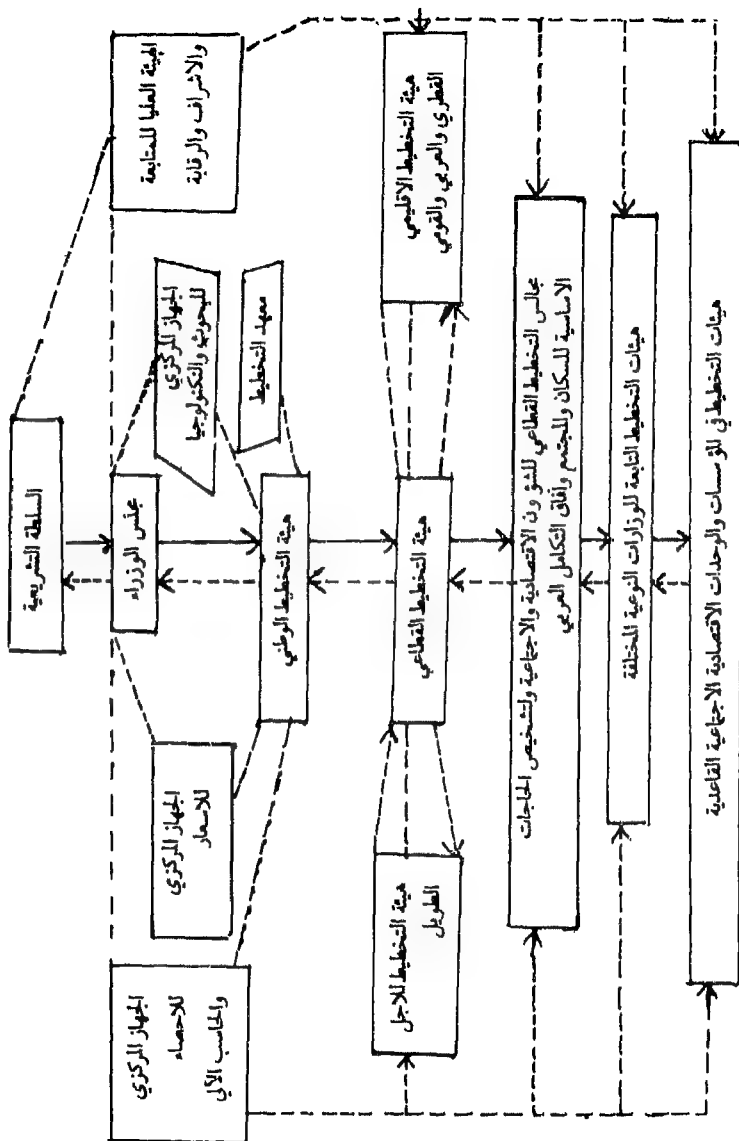 السلطة التشريعية
الهيئة العليا للمتابعة
والاشراف والرقابة
مجلس الوزراء
الجهاز المركزي
للبحوث والتكنولوجيا
معهد التخطيط
الجهاز المركزي
للاسعار
الجهاز المركزي
للاحصاء
والحاسب الآلي
هيئة التخطيط الوطني
هيئة التخطيط الاقليمي
القطري والعربي والقومي
هيئة التخطيط القطاعي
هيئة التخطيط للاجل
الطويل
مجالس التخطيط القطاعي للشؤون الاقتصادية والاجتماعية ولتشخيص الحاجات
الاساسية للسكان وللمجتمع وآفاق التكامل العربي
هيئات التخطيط التابعة للوزارات النوعية المختلفة
هيئات التخطيط في المؤسسات والوحدات الاقتصادية الاجتماعية القاعدية